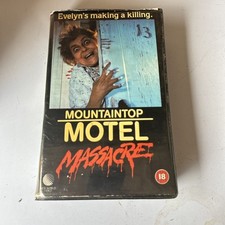 Evelyn's making a killing.
13
MOUNTAINTOP
MOTEL
MASSACRE
18